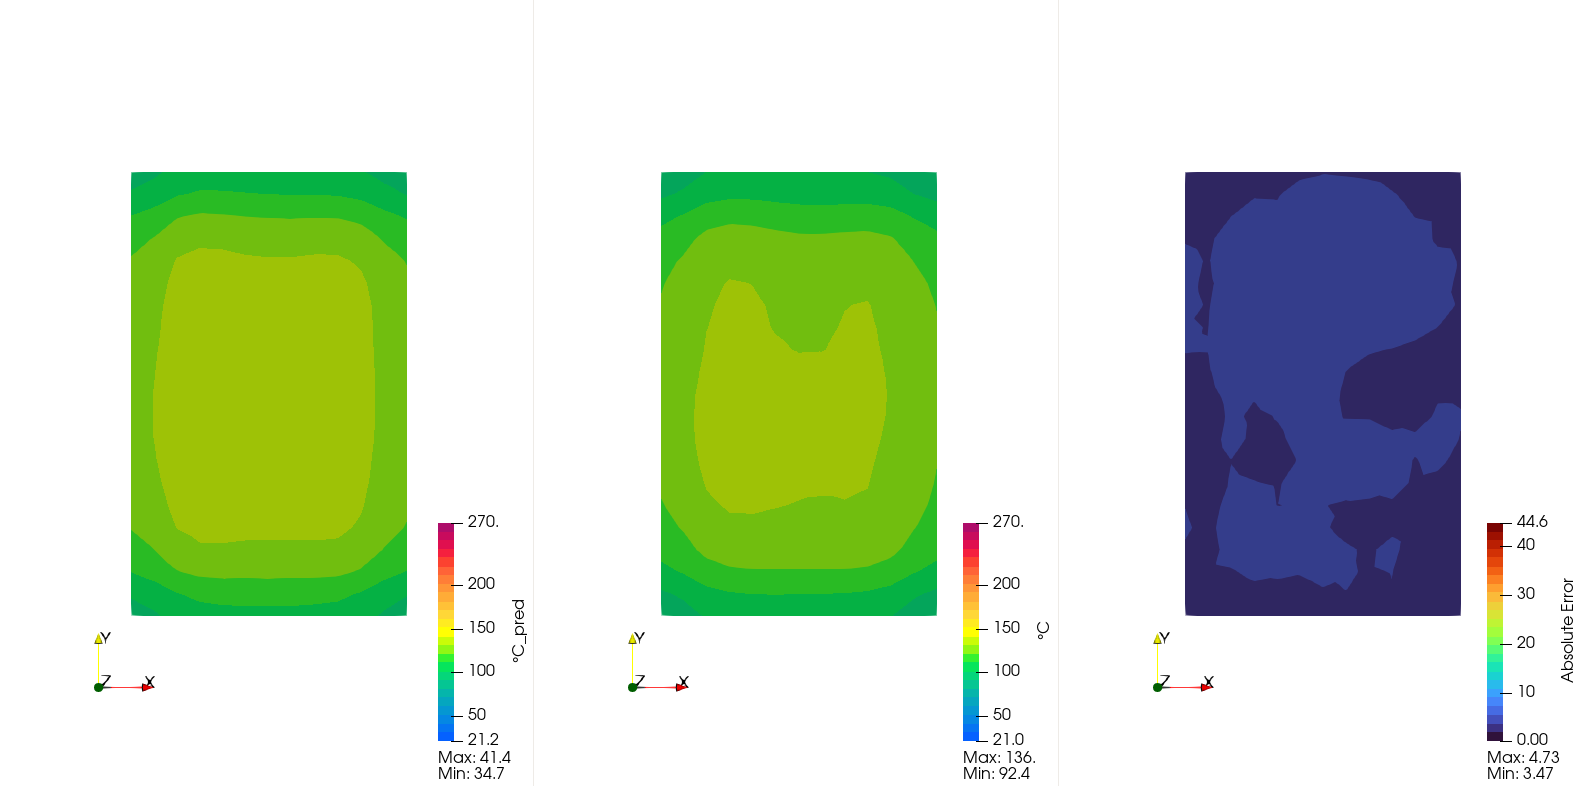 270.
200
150
100
50
21.2
°C_pred
Max: 41.4
Min: 34.7
Y
Z
X
270.
200
150
100
50
21.0
°C
Max: 136.
Min: 92.4
Y
Z
X
44.6
40
30
20
10
0.00
Absolute Error
Max: 4.73
Min: 3.47
Y
Z
X